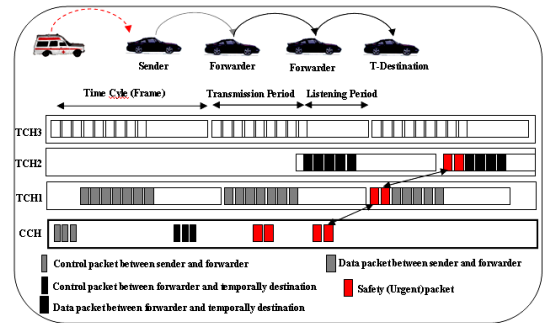 Sender Forwarder Forwarder T-Destination
Time Cyle (Frame) Transmission Period Listening Period
TCH3
TCH2
TCH1
CCH
Control packet between sender and forwarder Data packet between sender and forwarder
Control packet between forwarder and temporally destination
Safety (Urgent)packet
Data packet between forwarder and temporally destination